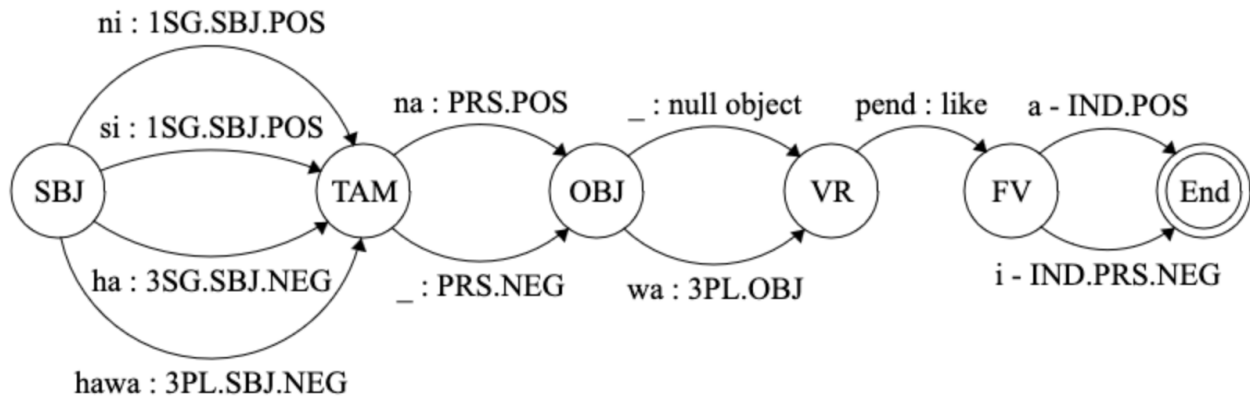 ni : 1SG.SBJ.POS
si : 1SG.SBJ.POS
ha : 3SG.SBJ.NEG
hawa : 3PL.SBJ.NEG
na : PRS.POS
_ : PRS.NEG
_ : null object
wa : 3PL.OBJ
pend : like
a - IND.POS
i - IND.PRS.NEG
SBJ
TAM
OBJ
VR
FV
End